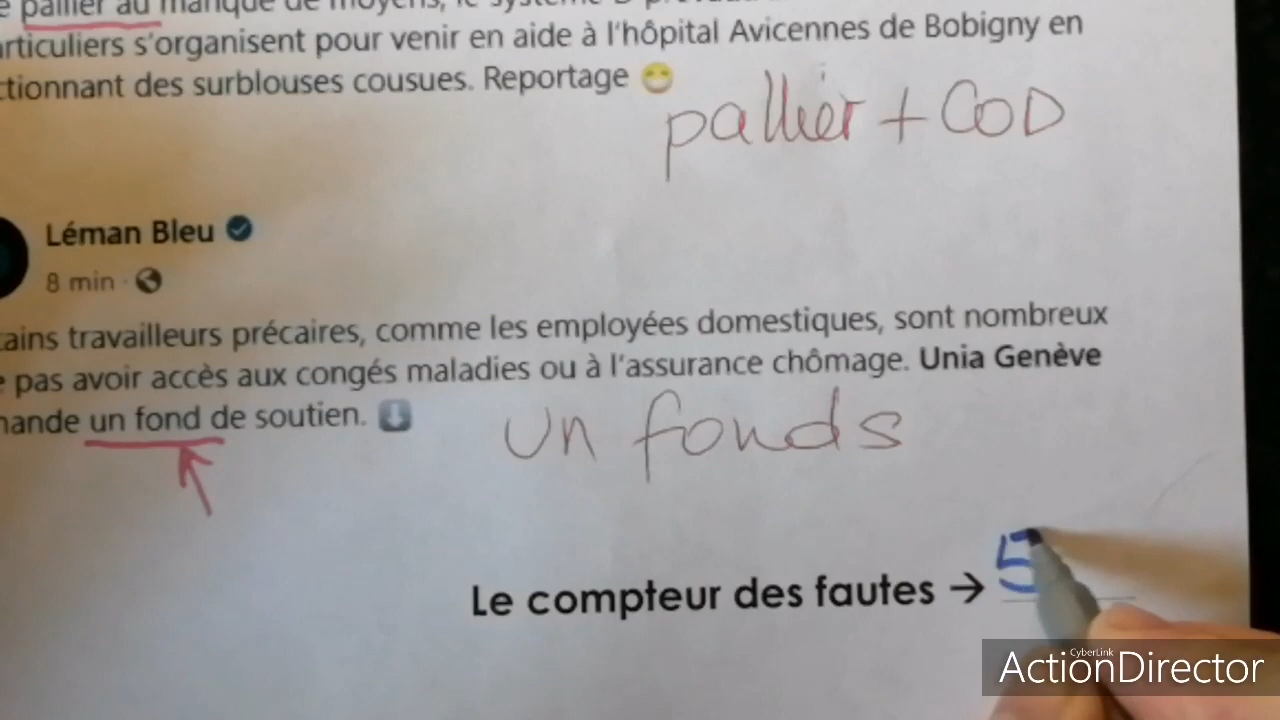 pallier au manque de moyens, le système D
articuliers s'organisent pour venir en aide à l'hôpital Avicennes de Bobigny en
ctionnant des surblouses cousues. Reportage
pallier + COD
Léman Bleu
8 min ·
tains travailleurs précaires, comme les employées domestiques, sont nombreux
e pas avoir accès aux congés maladies ou à l'assurance chômage. Unia Genève
mande un fond de soutien.
un fonds
Le compteur des fautes → 5
CyberLink
ActionDirector